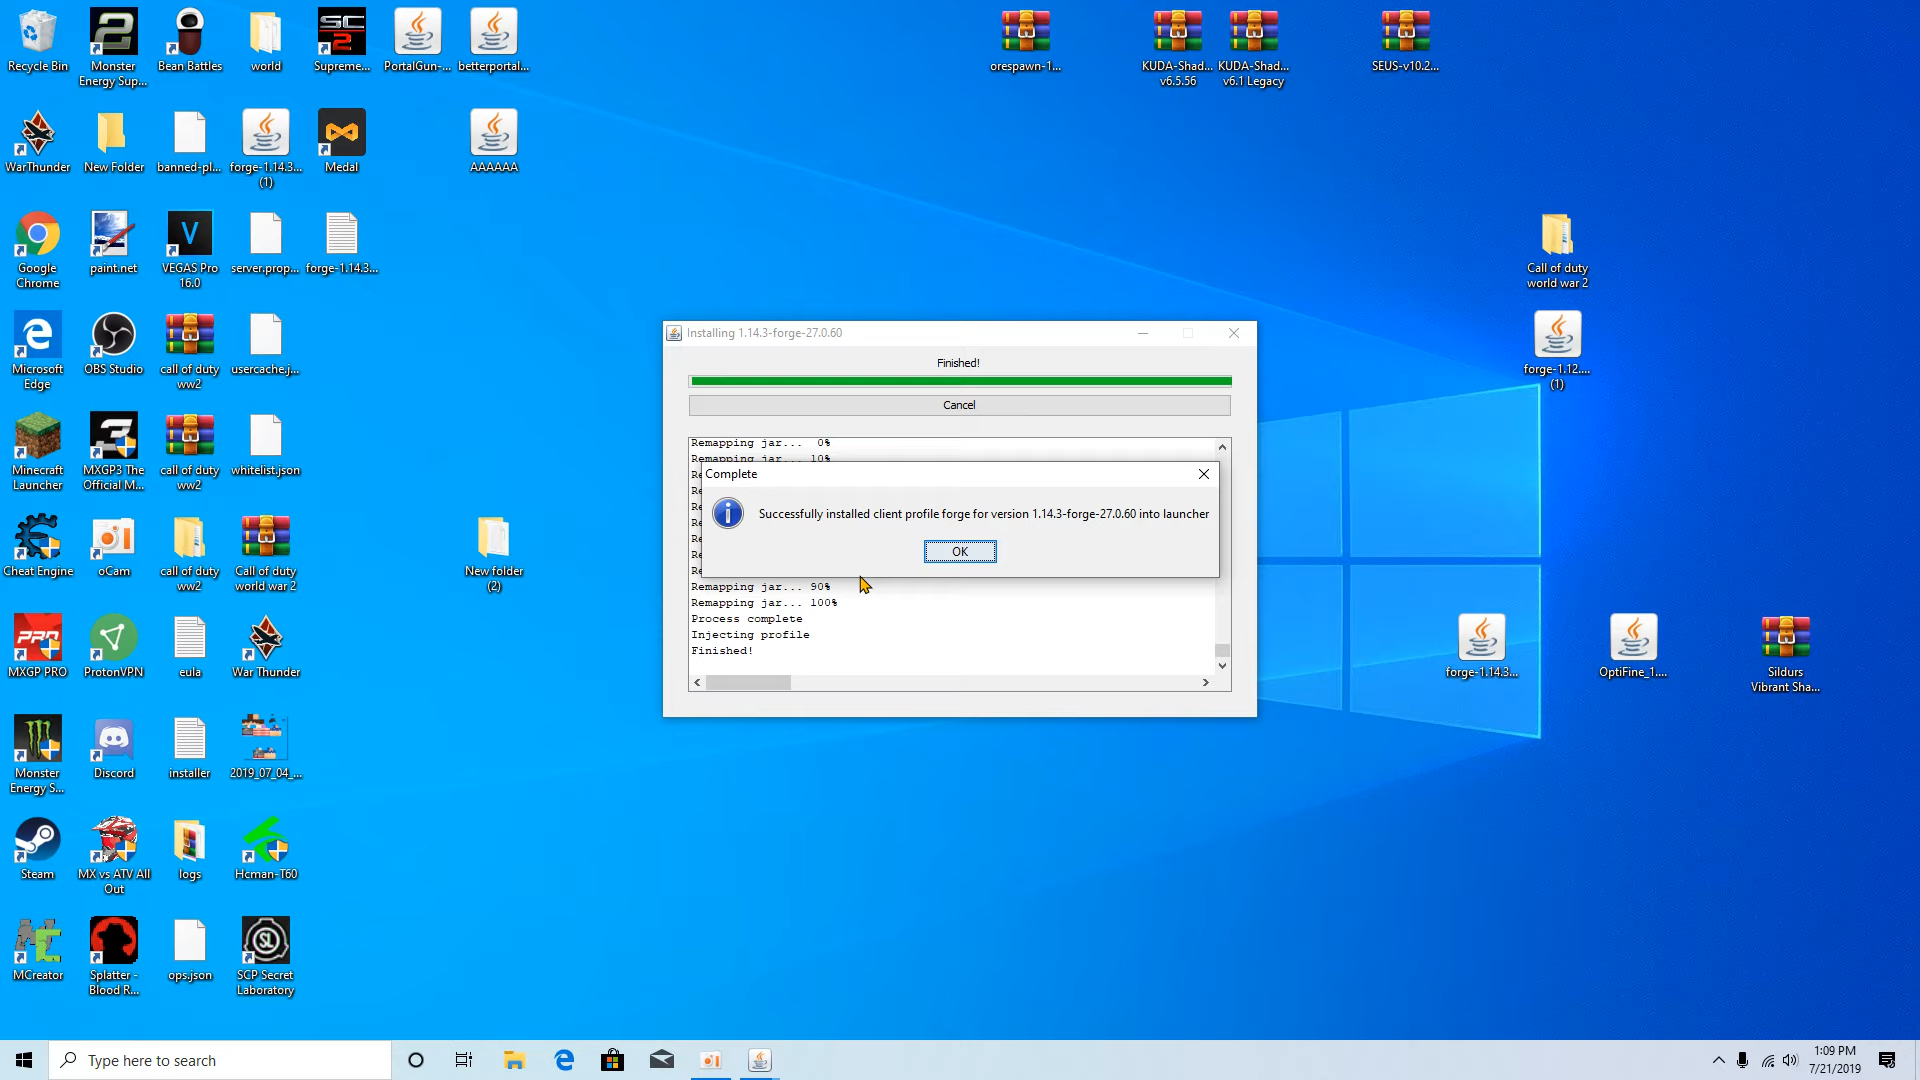 Recycle Bin
Monster
Energy Sup...
Bean Battles
world
Supreme...
PortalGun-...
betterportal...
orespawn-1...
KUDA-Shad...
v6.5.56
KUDA-Shad...
v6.1 Legacy
SEUS-v10.2...
WarThunder
New Folder
banned-pl...
forge-1.14.3...
(1)
Medal
AAAAAA
Google
Chrome
paint.net
VEGAS Pro
16.0
server.prop...
forge-1.14.3...
Call of duty
world war 2
Microsoft
Edge
OBS Studio
call of duty
ww2
usercache.j...
forge-1.12....
(1)
Minecraft
Launcher
MXGP3 The
Official M...
call of duty
ww2
whitelist.json
Cheat Engine
oCam
call of duty
ww2
Call of duty
world war 2
New folder
(2)
MXGP PRO
ProtonVPN
eula
War Thunder
forge-1.14.3...
OptiFine_1....
Sildurs
Vibrant Sha...
Monster
Energy S...
Discord
installer
2019_07_04_...
Steam
MX vs ATV All
Out
logs
Hcman-T60
MCreator
Splatter -
Blood R...
ops.json
SCP Secret
Laboratory
Installing 1.14.3-forge-27.0.60
Finished!
Cancel
Remapping jar... 0%
Remapping jar... 10%
Complete
Successfully installed client profile forge for version 1.14.3-forge-27.0.60 into launcher
OK
Remapping jar... 90%
Remapping jar... 100%
Process complete
Injecting profile
Finished!
Type here to search
1:09 PM
7/21/2019